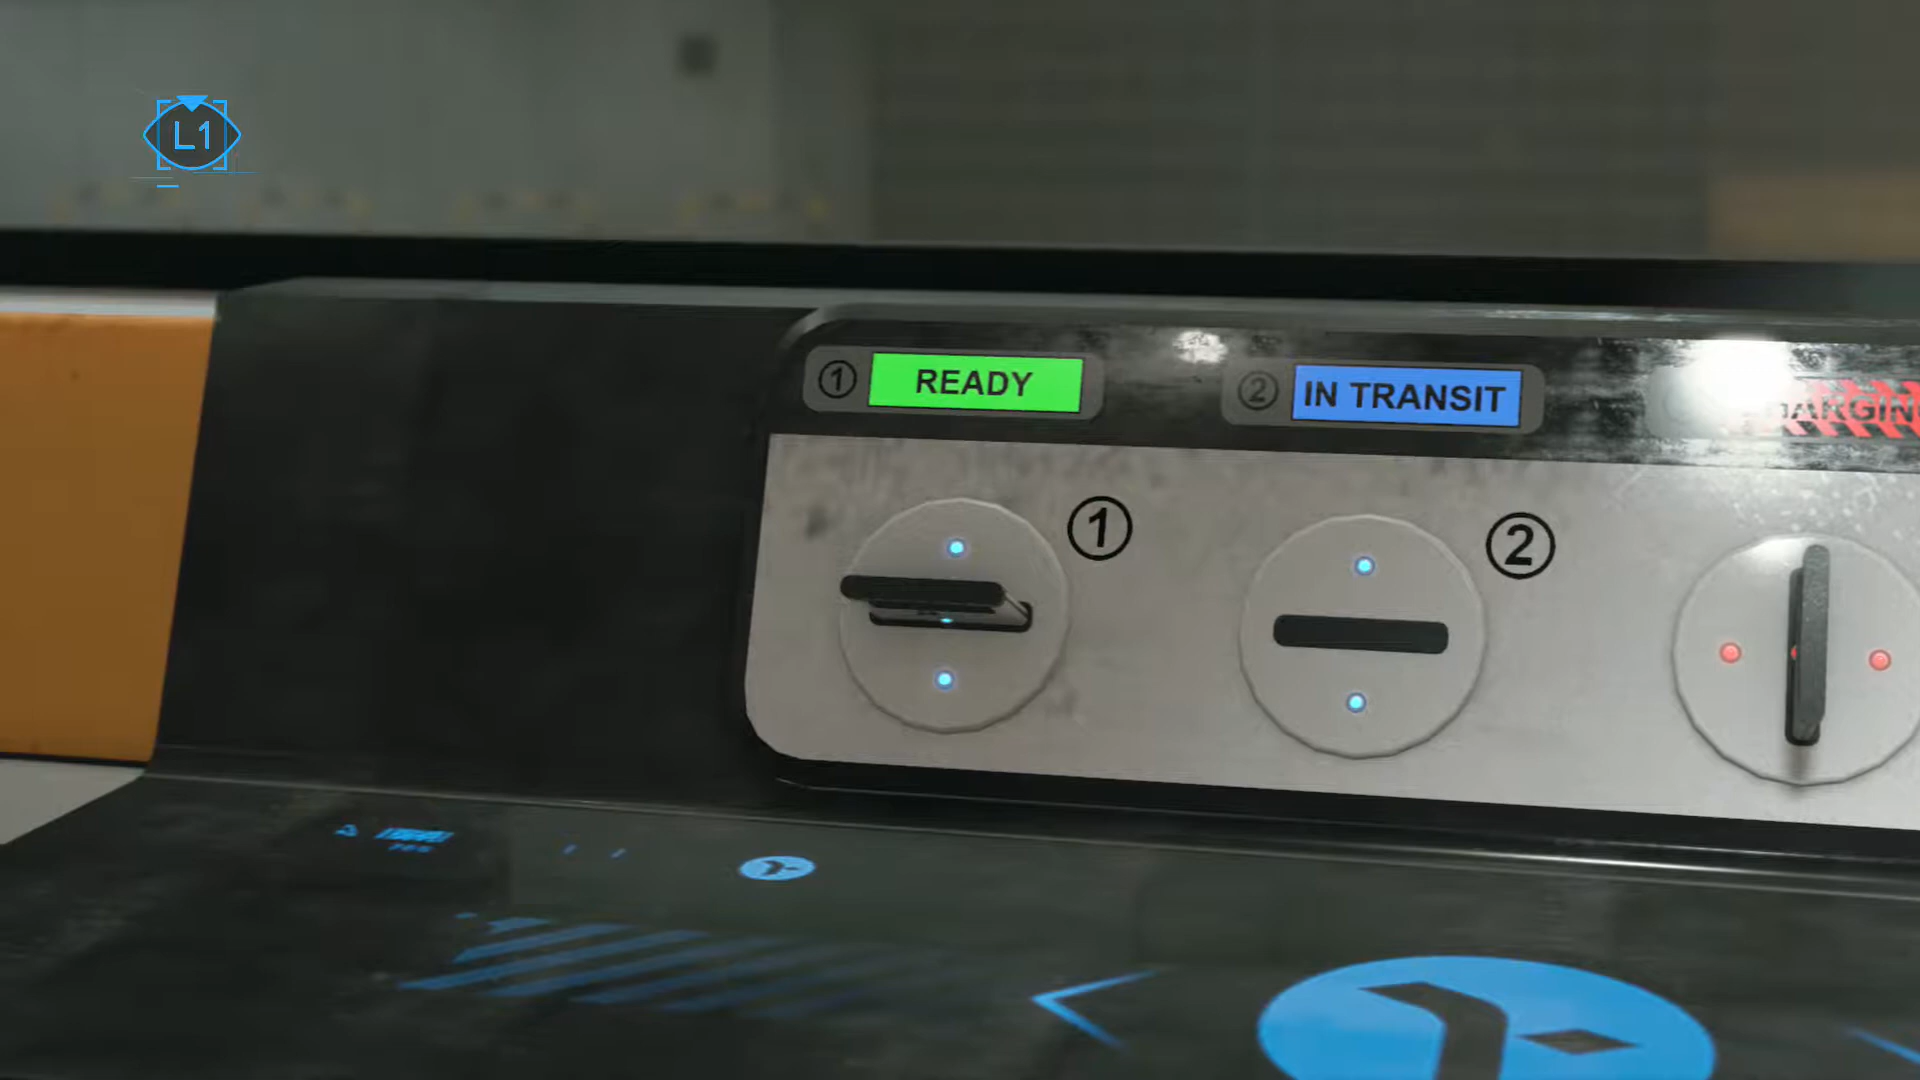 L1
① READY
② IN TRANSIT
①
②